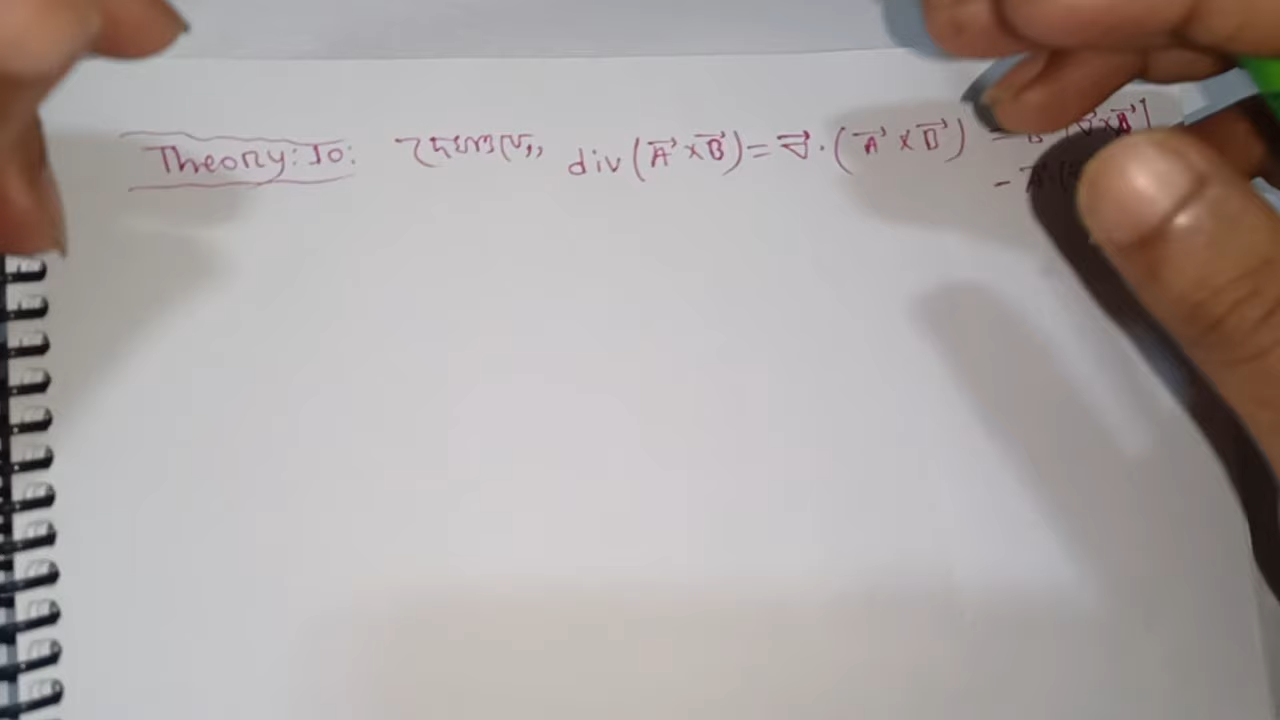 Theory: 10: দেখাও যে, div(A⃗×B⃗) = ∇⃗·(A⃗×B⃗) = B⃗·(∇⃗×A⃗)
- A⃗·(